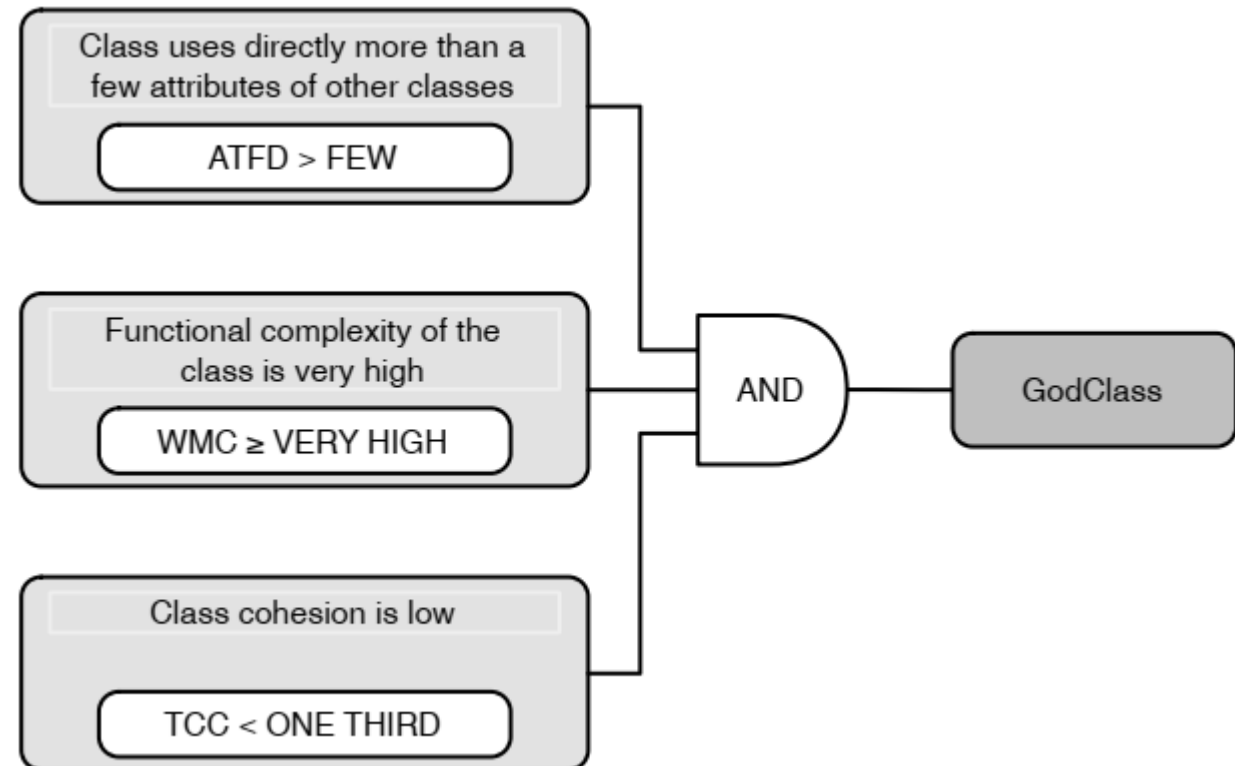 Class uses directly more than a
few attributes of other classes
ATFD > FEW
Functional complexity of the
class is very high
WMC ≥ VERY HIGH
AND
GodClass
Class cohesion is low
TCC < ONE THIRD